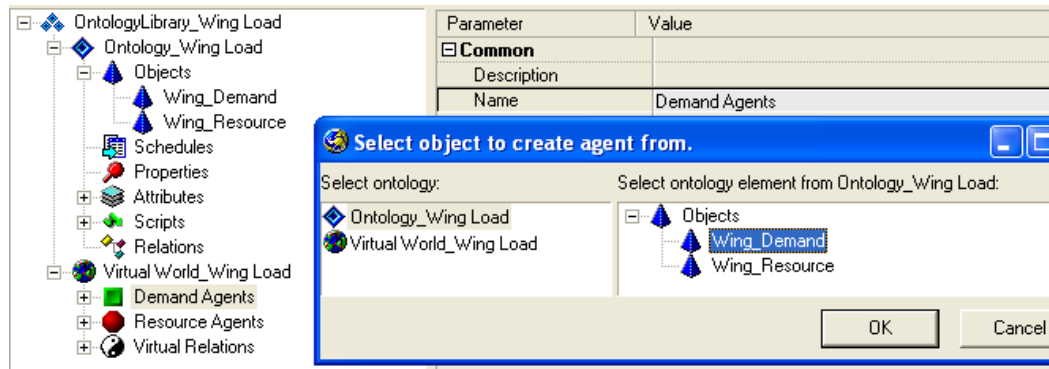 OntologyLibrary_Wing Load
Ontology_Wing Load
Objects
Wing_Demand
Wing_Resource
Schedules
Properties
Attributes
Scripts
Relations
Virtual World_Wing Load
Demand Agents
Resource Agents
Virtual Relations
Parameter Value
Common
Description
Name Demand Agents
Select object to create agent from.
Select ontology:
Ontology_Wing Load
Virtual World_Wing Load
Select ontology element from Ontology_Wing Load:
Objects
Wing_Demand
Wing_Resource
OK Cancel